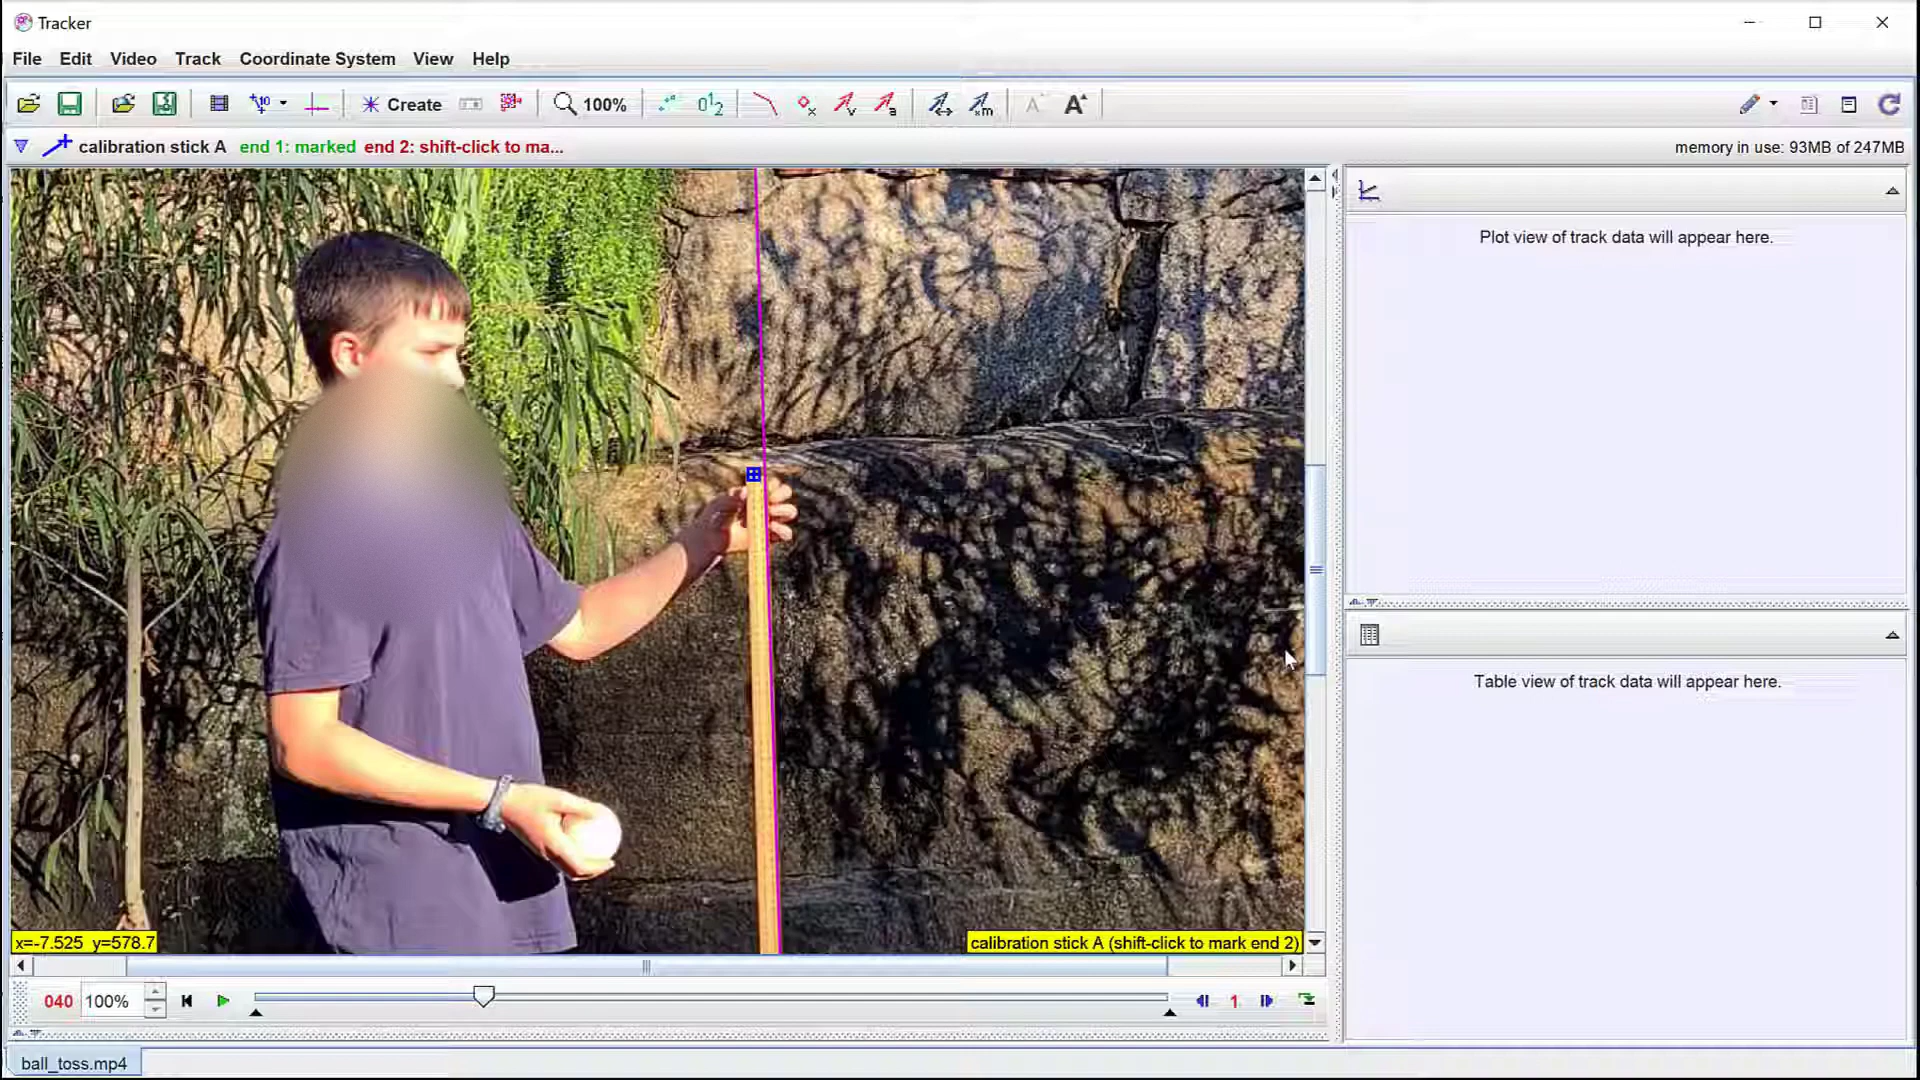 Tracker
File Edit Video Track Coordinate System View Help
Create 100%
calibration stick A end 1: marked end 2: shift-click to ma... memory in use: 93MB of 247MB
Plot view of track data will appear here.
Table view of track data will appear here.
x=-7.525 y=578.7 calibration stick A (shift-click to mark end 2)
040 100% 1
ball_toss.mp4